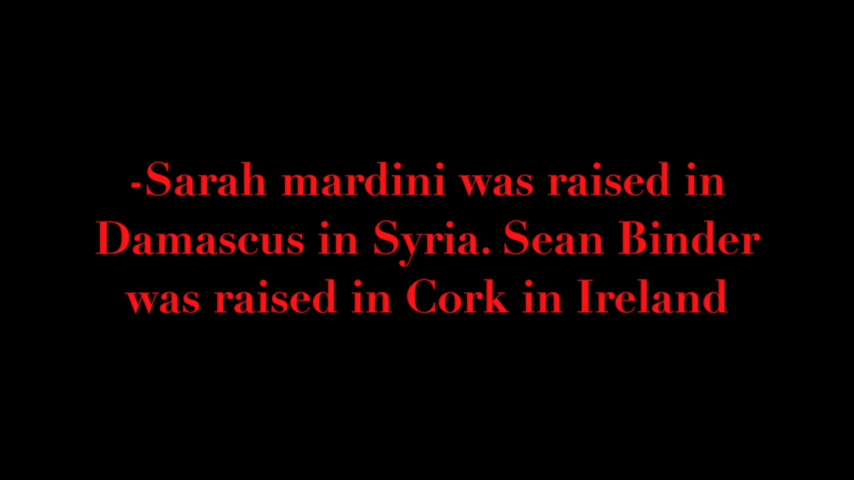 -Sarah mardini was raised in
Damascus in Syria. Sean Binder
was raised in Cork in Ireland